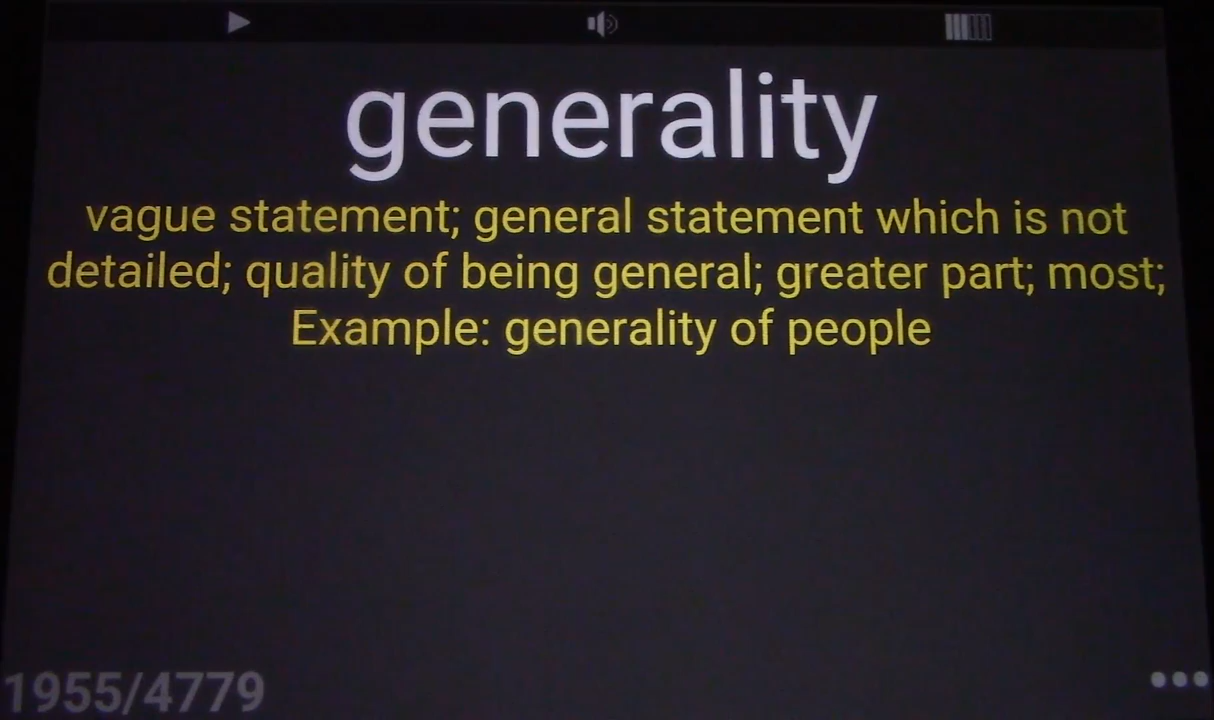 generality
vague statement; general statement which is not
detailed; quality of being general; greater part; most;
Example: generality of people
1955/4779